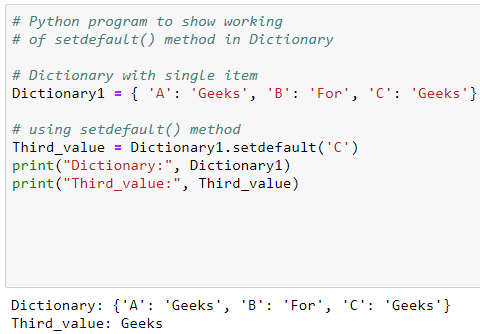 # Python program to show working
# of setdefault() method in Dictionary
# Dictionary with single item
Dictionary1 = { 'A': 'Geeks', 'B': 'For', 'C': 'Geeks'}
# using setdefault() method
Third_value = Dictionary1.setdefault('C')
print("Dictionary:", Dictionary1)
print("Third_value:", Third_value)
Dictionary: {'A': 'Geeks', 'B': 'For', 'C': 'Geeks'}
Third_value: Geeks